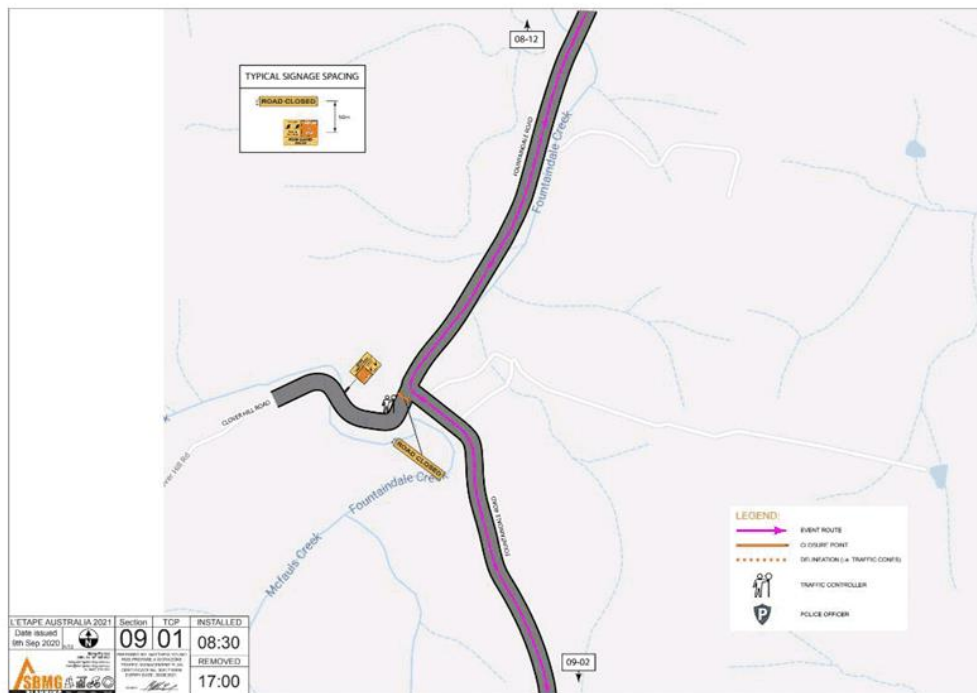 08-12
TYPICAL SIGNAGE SPACING
ROAD CLOSED
FOUNTAINDALE ROAD
Fountaindale Creek
CLOVER HILL ROAD
ROAD CLOSED
Fountaindale Creek
FOUNTAINDALE ROAD
Mcfauls Creek
LEGEND:
EVENT ROUTE
CLOSURE POINT
DELINEATION (i.e. TRAFFIC CONES)
TRAFFIC CONTROLLER
P
POLICE OFFICER
09-02
L'ETAPE AUSTRALIA 2021
Date issued
9th Sep 2020
N
Section
09
TCP
01
INSTALLED
08:30
REMOVED
17:00
SBMG
PLANNING